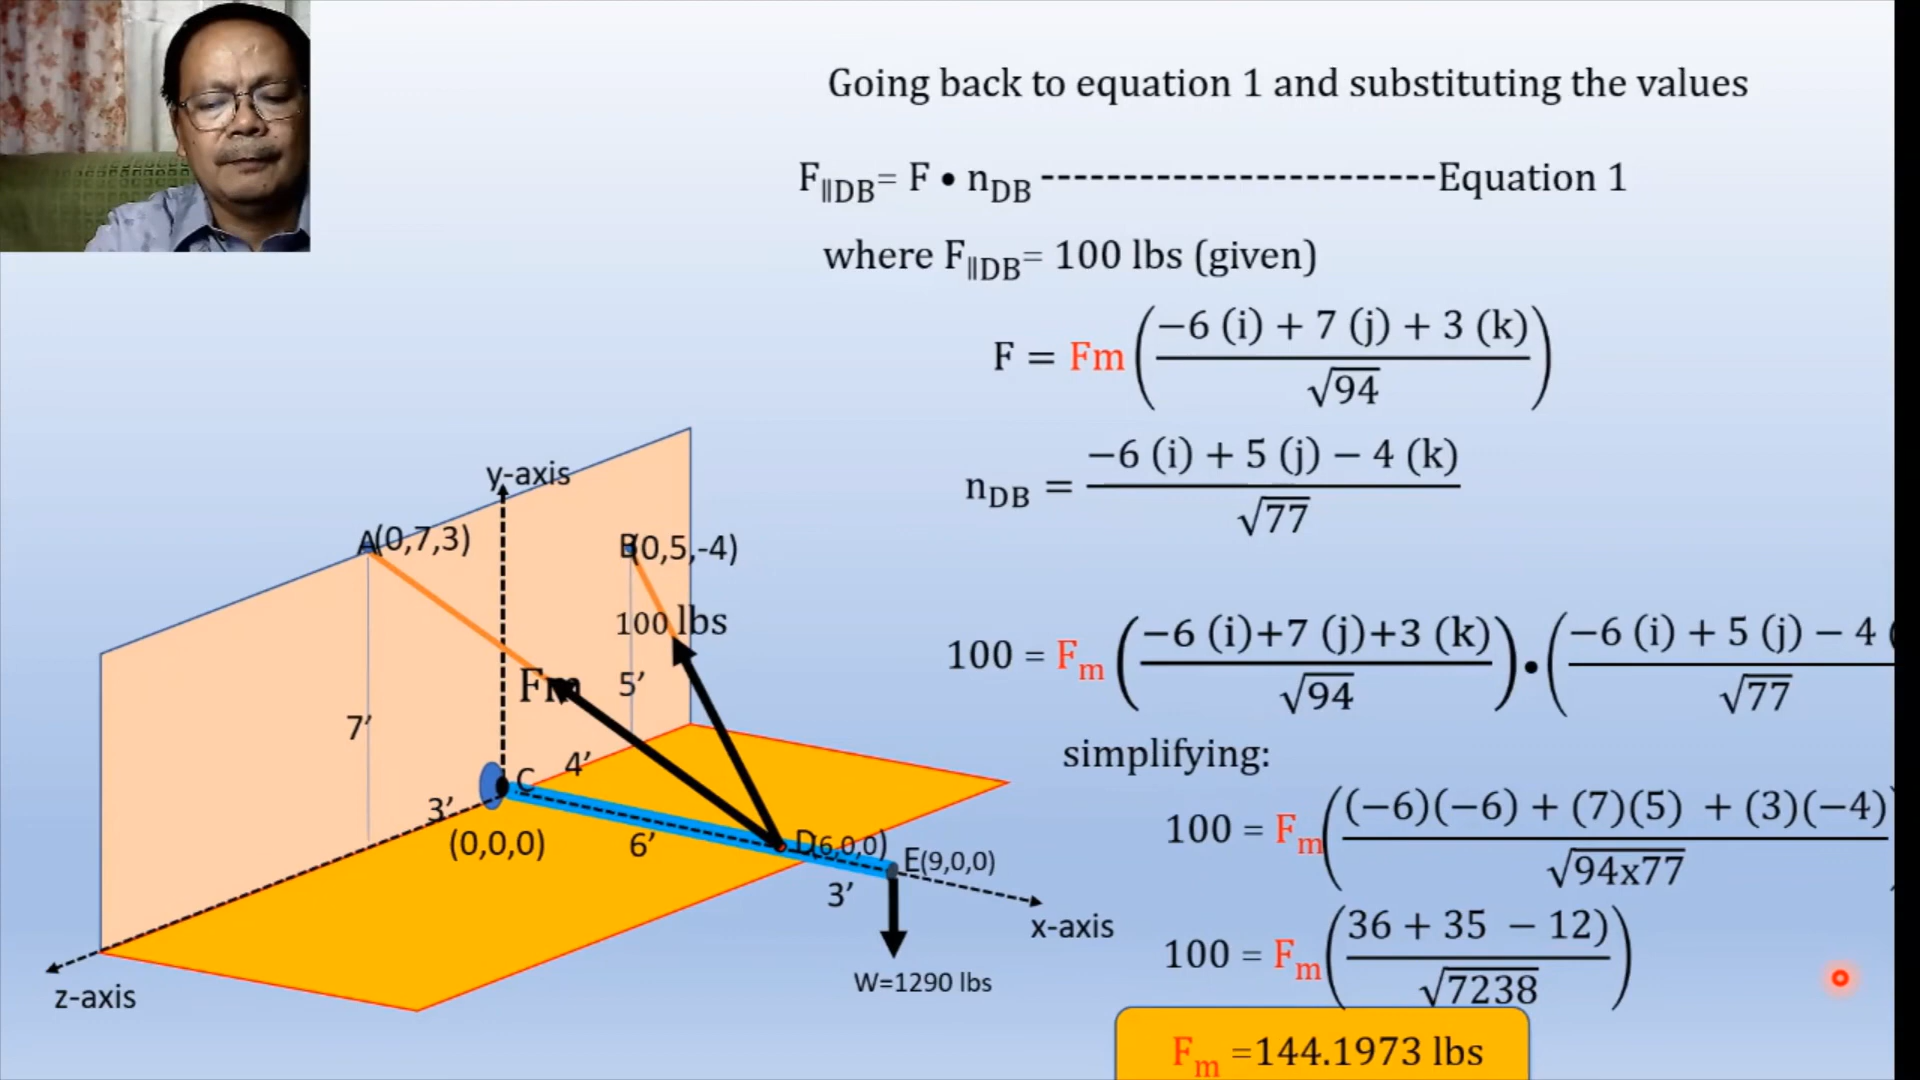 Going back to equation 1 and substituting the values
F∥DB= F • nDB ------------------------Equation 1
where F∥DB= 100 lbs (given)
F = Fm (−6 (i) + 7 (j) + 3 (k) / √94)
nDB = −6 (i) + 5 (j) − 4 (k) / √77
100 = Fm (−6 (i)+7 (j)+3 (k) / √94) • (−6 (i) + 5 (j) − 4 ( / √77
simplifying:
100 = Fm ((−6)(−6) + (7)(5) + (3)(−4) / √94x77)
100 = Fm (36 + 35 − 12) / √7238)
Fm =144.1973 lbs
y-axis
A(0,7,3)
B(0,5,-4)
100 lbs
Fm
5’
7’
4’
C
3’
(0,0,0)
6’
D(6,0,0)
E(9,0,0)
3’
x-axis
W=1290 lbs
z-axis